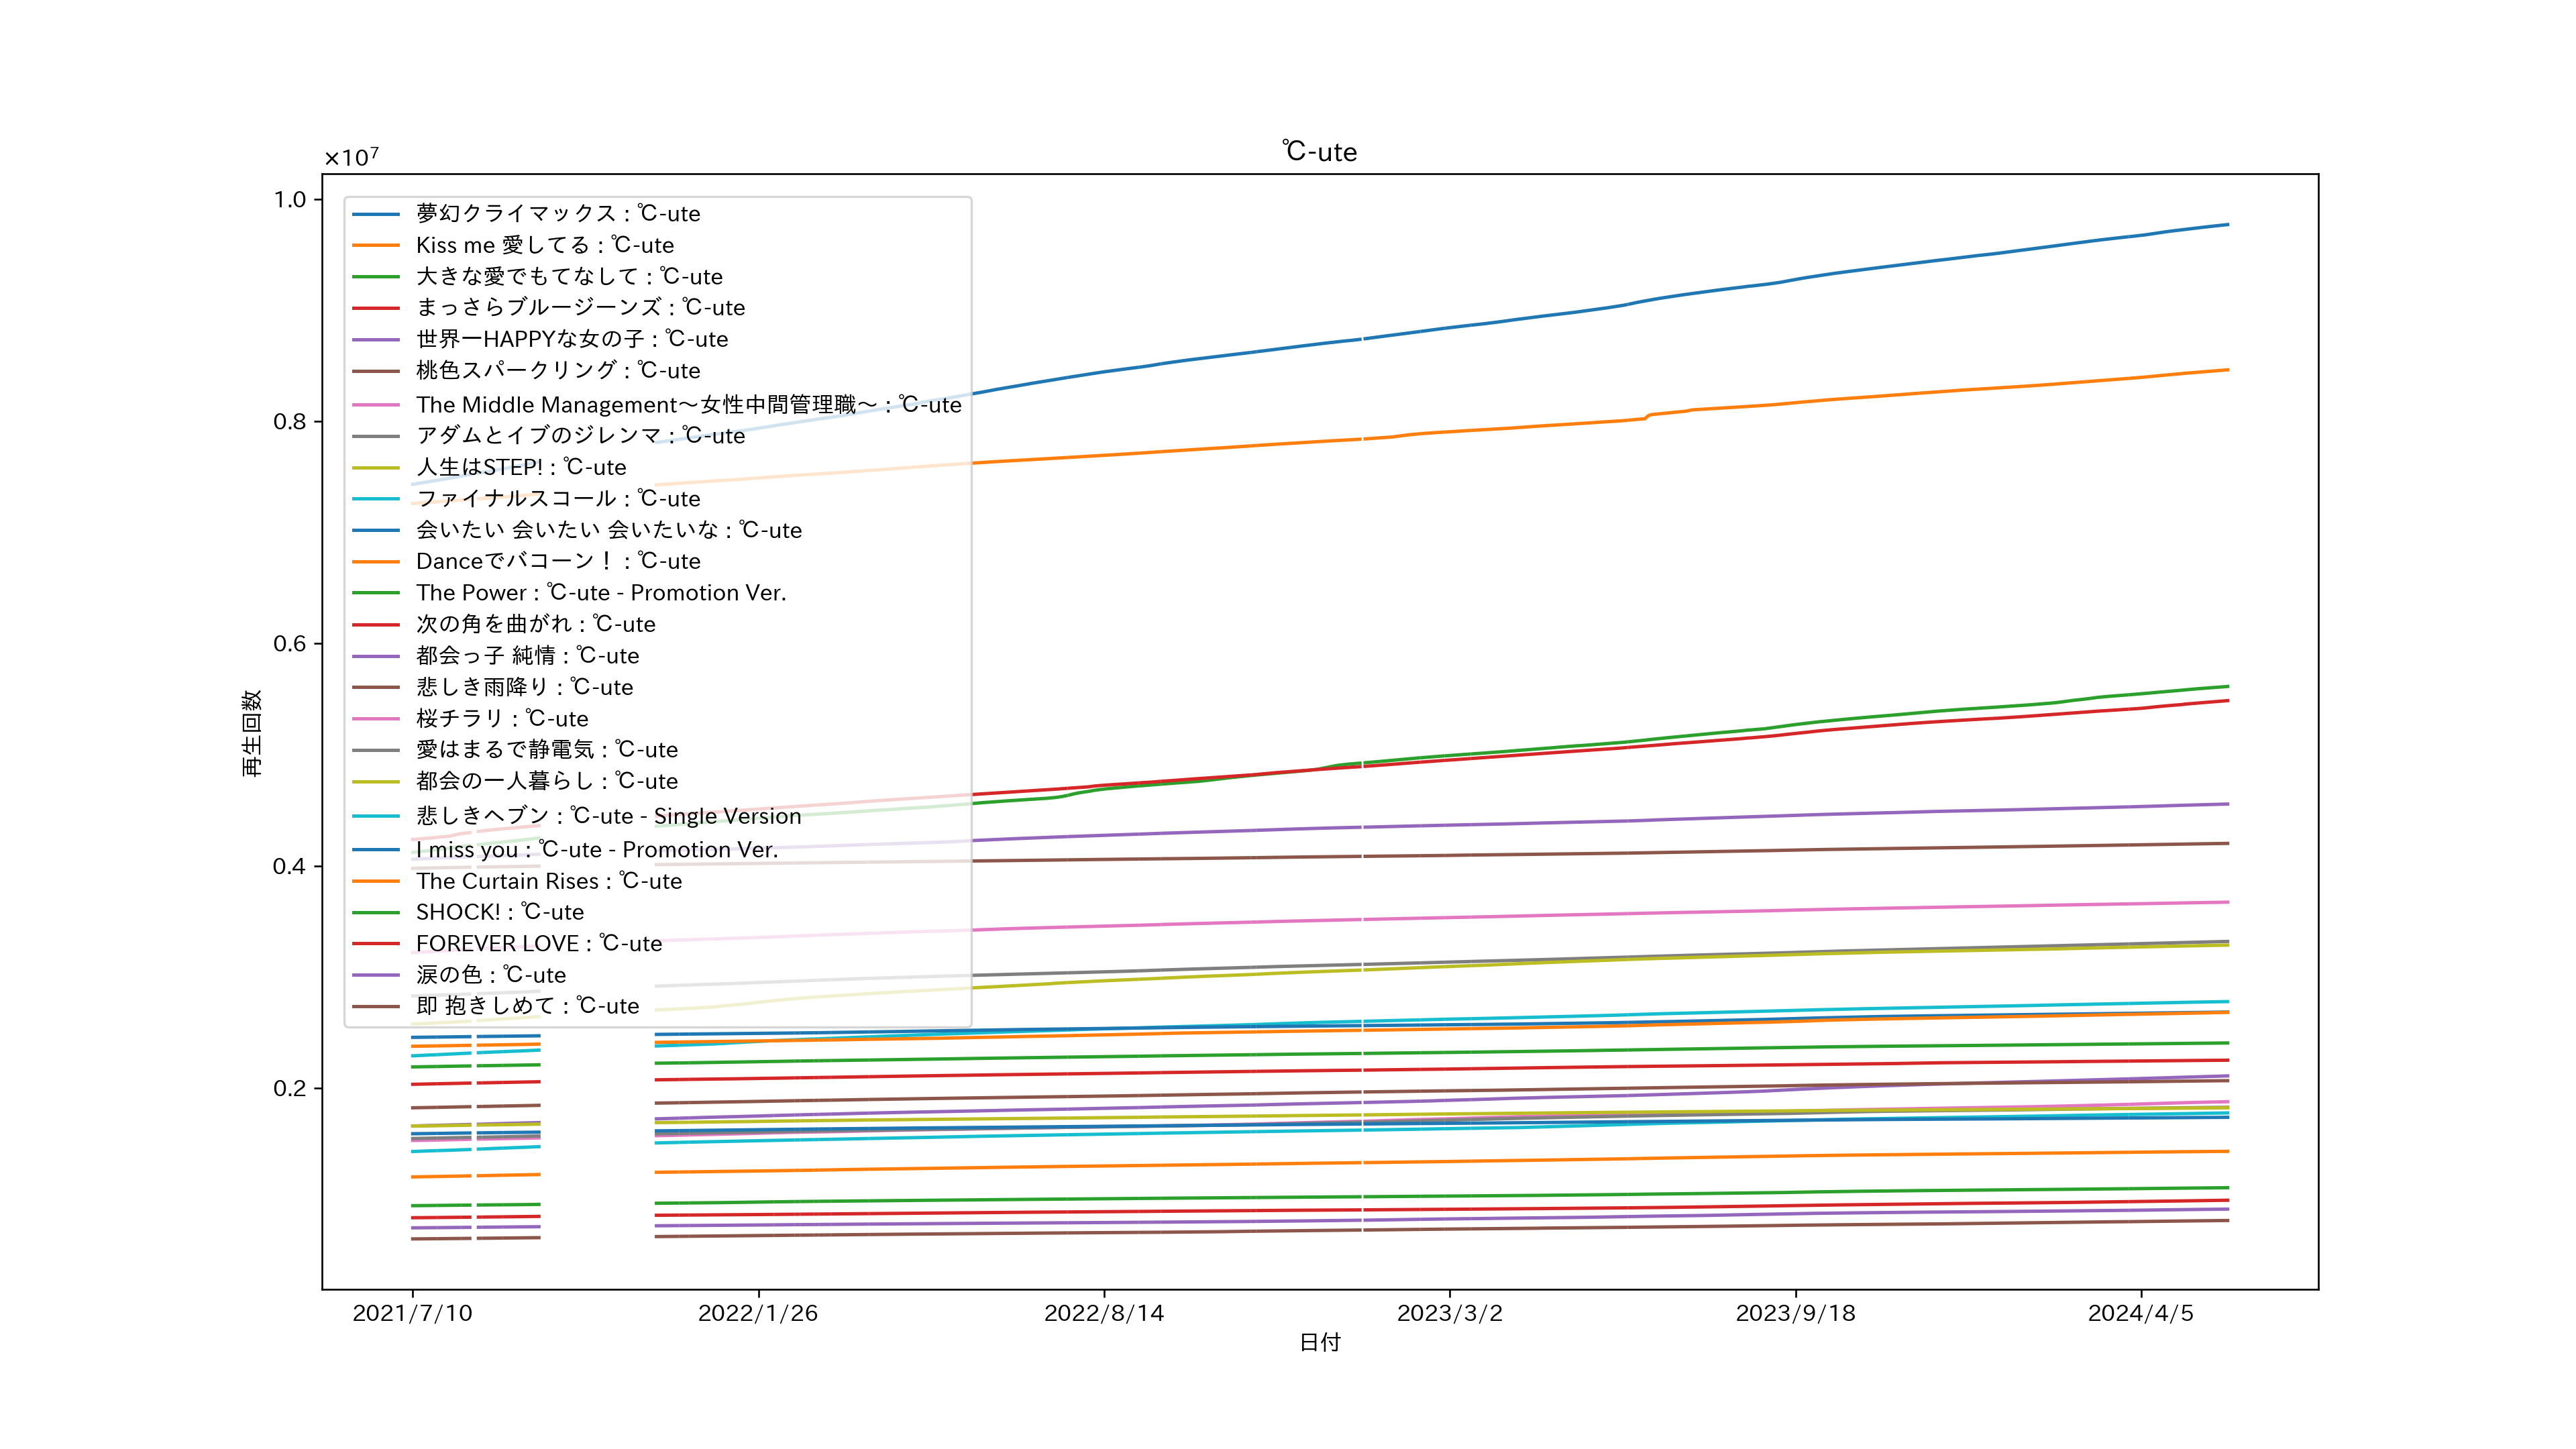 ℃-ute
×10⁷
1.0
0.8
0.6
0.4
0.2
再生回数
夢幻クライマックス : ℃-ute
Kiss me 愛してる : ℃-ute
大きな愛でもてなして : ℃-ute
まっさらブルージーンズ : ℃-ute
世界一HAPPYな女の子 : ℃-ute
桃色スパークリング : ℃-ute
The Middle Management～女性中間管理職～ : ℃-ute
アダムとイブのジレンマ : ℃-ute
人生はSTEP! : ℃-ute
ファイナルスコール : ℃-ute
会いたい 会いたい 会いたいな : ℃-ute
Danceでバコーン！ : ℃-ute
The Power : ℃-ute - Promotion Ver.
次の角を曲がれ : ℃-ute
都会っ子 純情 : ℃-ute
悲しき雨降り : ℃-ute
桜チラリ : ℃-ute
愛はまるで静電気 : ℃-ute
都会の一人暮らし : ℃-ute
悲しきヘブン : ℃-ute - Single Version
I miss you : ℃-ute - Promotion Ver.
The Curtain Rises : ℃-ute
SHOCK! : ℃-ute
FOREVER LOVE : ℃-ute
涙の色 : ℃-ute
即 抱きしめて : ℃-ute
2021/7/10
2022/1/26
2022/8/14
2023/3/2
2023/9/18
2024/4/5
日付